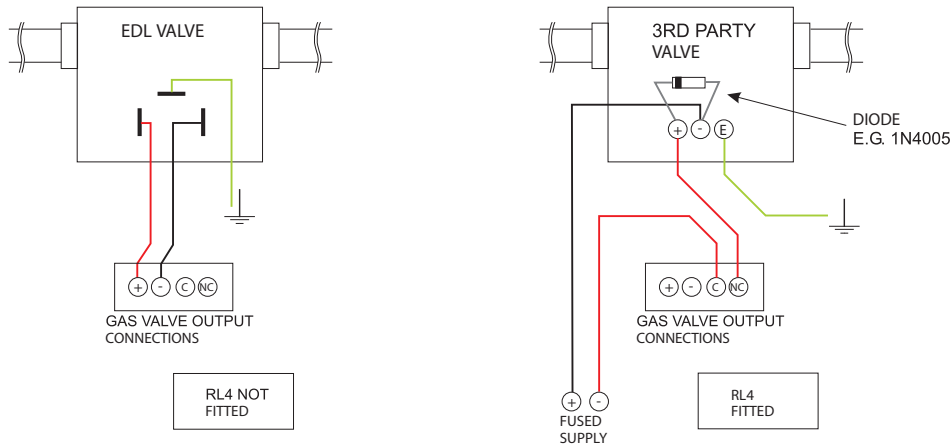 EDL VALVE
+ - C NC
GAS VALVE OUTPUT
CONNECTIONS
RL4 NOT
FITTED
3RD PARTY
VALVE
+ - E
DIODE
E.G. 1N4005
+ - C NC
GAS VALVE OUTPUT
CONNECTIONS
+ -
FUSED
SUPPLY
RL4
FITTED